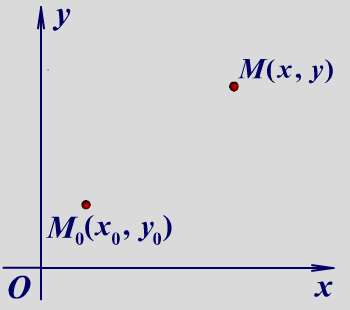 y
M(x, y)
M₀(x₀, y₀)
O
x